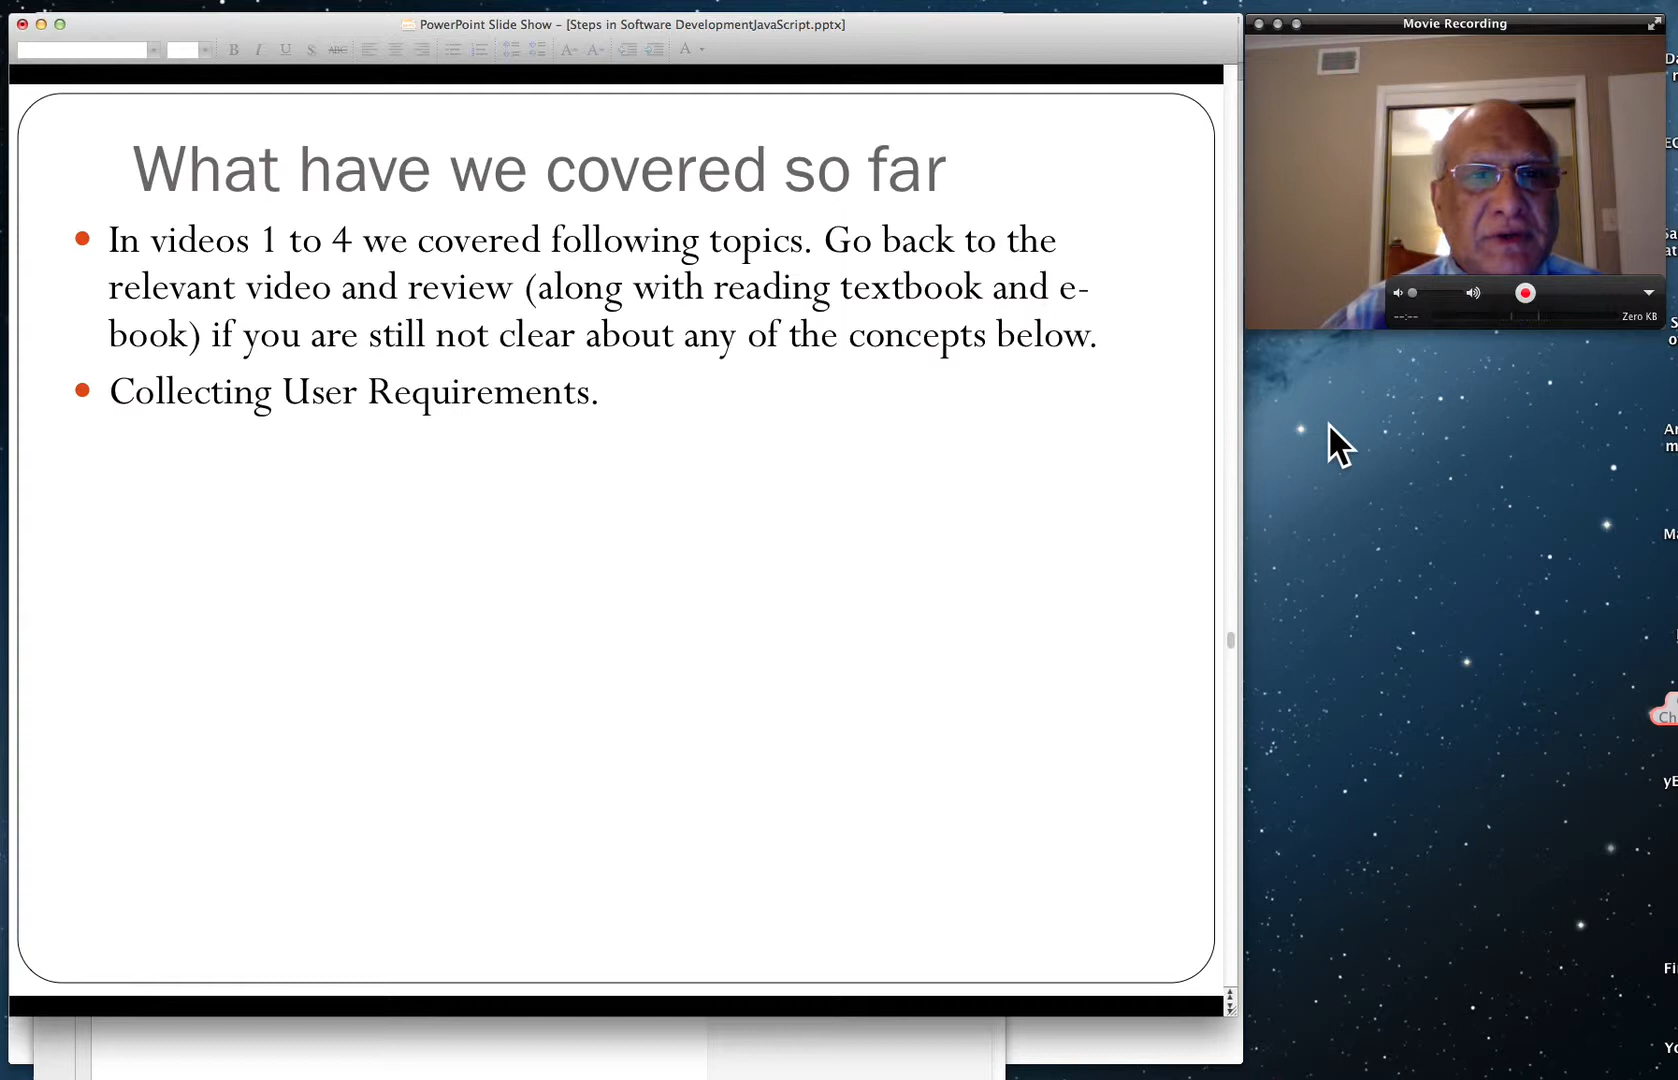 PowerPoint Slide Show - [Steps in Software DevelopmentJavaScript.pptx]
Movie Recording
B I U S ABC
What have we covered so far
In videos 1 to 4 we covered following topics. Go back to the
relevant video and review (along with reading textbook and e-
book) if you are still not clear about any of the concepts below.
Collecting User Requirements.
--:--
Zero KB